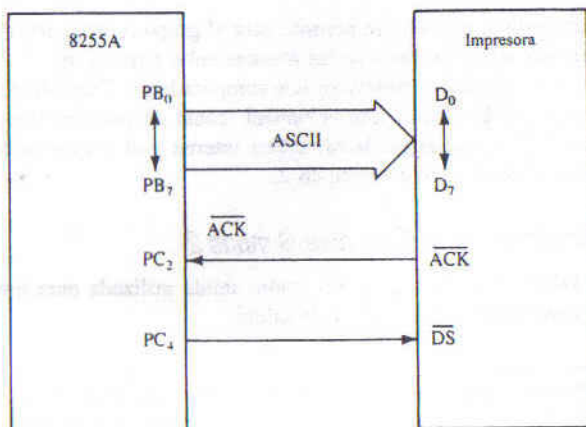 8255A
Impresora
PB0
D0
ASCII
PB7
D7
ACK
PC2
ACK
PC4
DS